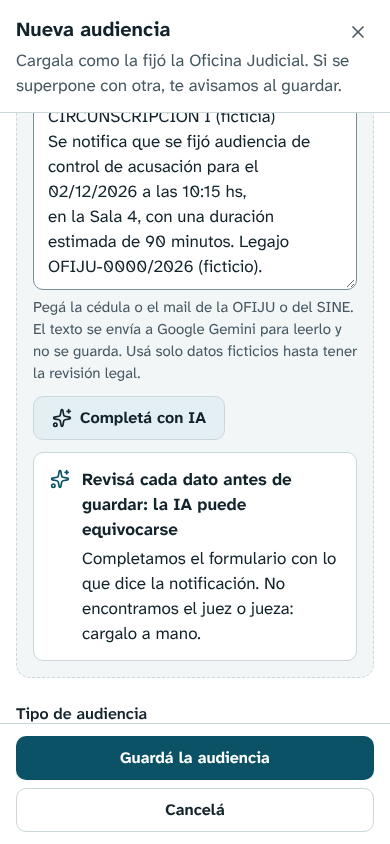 Nueva audiencia
Cargala como la fijó la Oficina Judicial. Si se
superpone con otra, te avisamos al guardar.
CIRCUNSCRIPCIÓN I (ficticia)
Se notifica que se fijó audiencia de
control de acusación para el
02/12/2026 a las 10:15 hs,
en la Sala 4, con una duración
estimada de 90 minutos. Legajo
OFIJU-0000/2026 (ficticio).
Pegá la cédula o el mail de la OFIJU o del SINE.
El texto se envía a Google Gemini para leerlo y
no se guarda. Usá solo datos ficticios hasta tener
la revisión legal.
Completá con IA
Revisá cada dato antes de
guardar: la IA puede
equivocarse
Completamos el formulario con lo
que dice la notificación. No
encontramos el juez o jueza:
cargalo a mano.
Tipo de audiencia
Guardá la audiencia
Cancelá